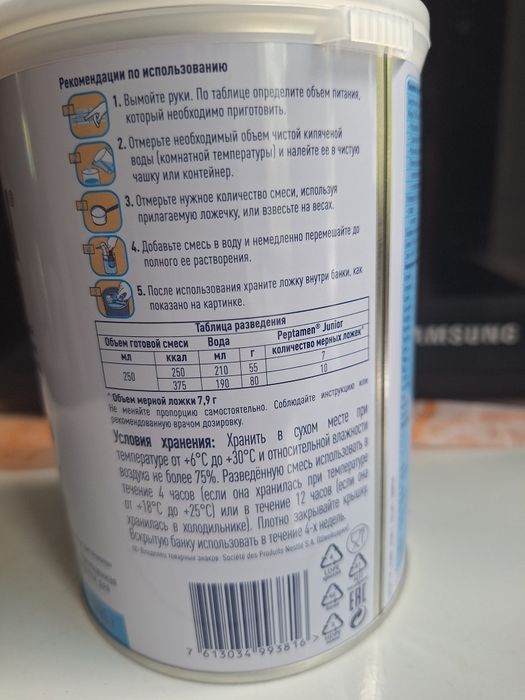 Рекомендации по использованию
1. Вымойте руки. По таблице определите объем питания,
который необходимо приготовить.
2. Отмерьте необходимый объем чистой кипяченой
воды (комнатной температуры) и налейте ее в чистую
чашку или контейнер.
3. Отмерьте нужное количество смеси, используя
прилагаемую ложечку, или взвесьте на весах.
4. Добавьте смесь в воду и немедленно перемешайте до
полного ее растворения.
5. После использования храните ложку внутри банки, как
показано на картинке.
Таблица разведения
Объем готовой смеси Вода Peptamen® Junior
мл ккал мл г количество мерных ложек*
250 250 210 55 7
375 190 80 10
* Объем мерной ложки 7,9 г
Не меняйте пропорцию самостоятельно. Соблюдайте инструкцию или
рекомендованную врачом дозировку.
Условия хранения: Хранить в сухом месте при
температуре от +6°C до +30°C и относительной влажности
воздуха не более 75%. Разведённую смесь использовать в
течение 4 часов (если она хранилась при температуре
от +18°C до +25°C) или в течение 12 часов (если она
хранилась в холодильнике). Плотно закрывайте крышку.
Вскрытую банку использовать в течение 4-х недель.
® Владелец товарных знаков: Société des Produits Nestlé S.A. (Швейцария).
7 613034 993816 >
EAC
AMSUNG